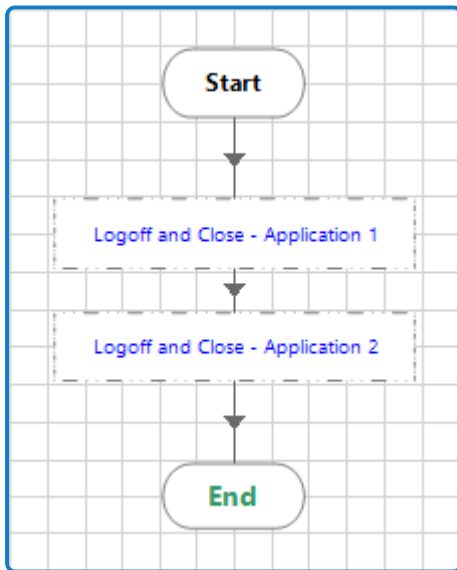 Start
Logoff and Close - Application 1
Logoff and Close - Application 2
End